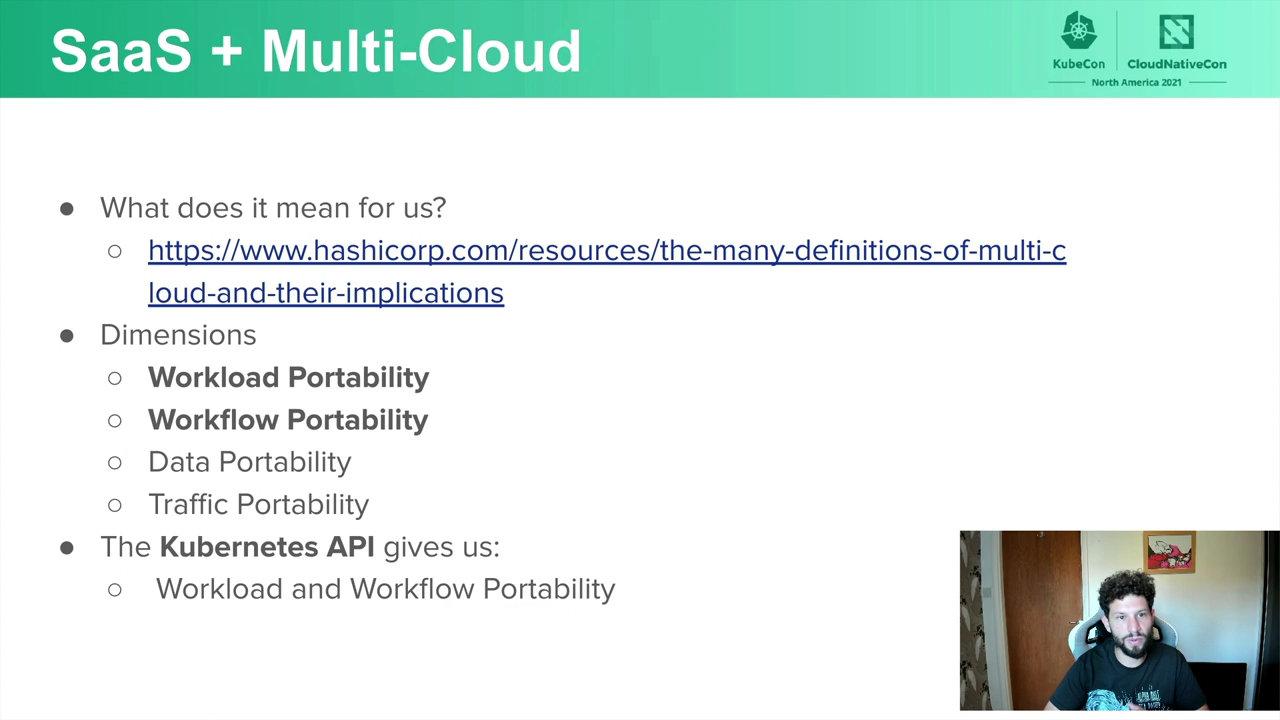 SaaS + Multi-Cloud
KubeCon
CloudNativeCon
North America 2021
● What does it mean for us?
○ https://www.hashicorp.com/resources/the-many-definitions-of-multi-c
loud-and-their-implications
● Dimensions
○ Workload Portability
○ Workflow Portability
○ Data Portability
○ Traffic Portability
● The Kubernetes API gives us:
○ Workload and Workflow Portability